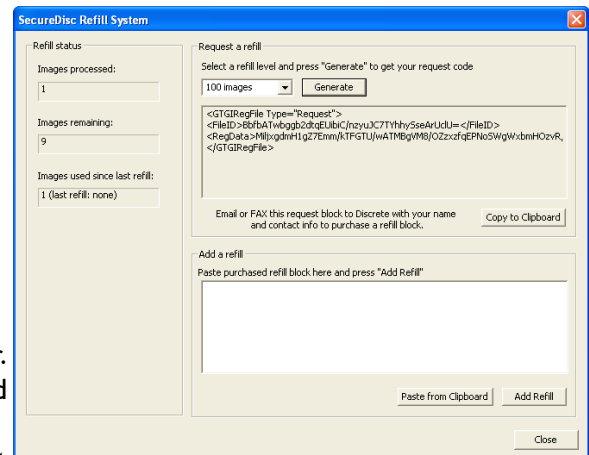 SecureDisc Refill System
Refill status
Images processed:
1
Images remaining:
9
Images used since last refill:
1 (last refill: none)
Request a refill
Select a refill level and press "Generate" to get your request code
100 images
Generate
<GTGIRegFile Type="Request">
</GTGIRegFile>
Email or FAX this request block to Discrete with your name
and contact info to purchase a refill block.
Copy to Clipboard
Add a refill
Paste purchased refill block here and press "Add Refill"
Paste from Clipboard
Add Refill
Close